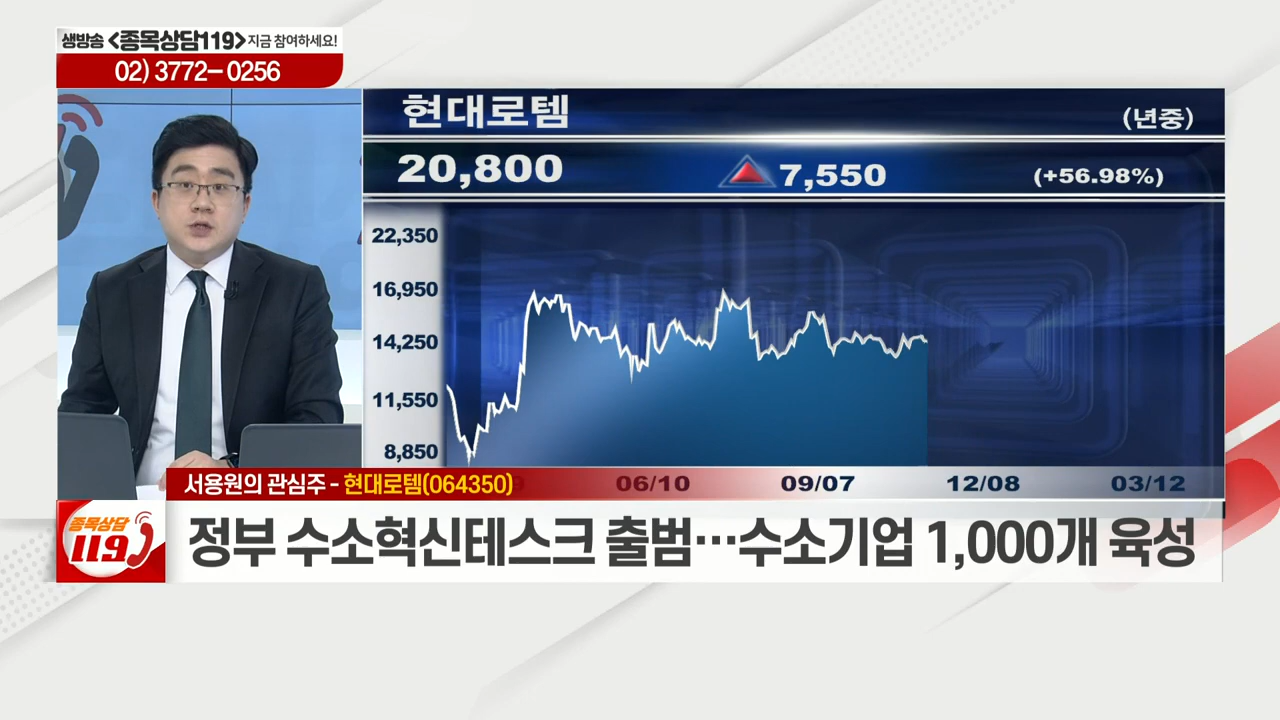 생방송 <종목상담119> 지금 참여하세요!
02) 3772-0256
현대로템 (년중)
20,800 7,550 (+56.98%)
22,350
16,950
14,250
11,550
8,850
06/10 09/07 12/08 03/12
서용원의 관심주 - 현대로템(064350)
종목상담
119
정부 수소혁신테스크 출범…수소기업 1,000개 육성